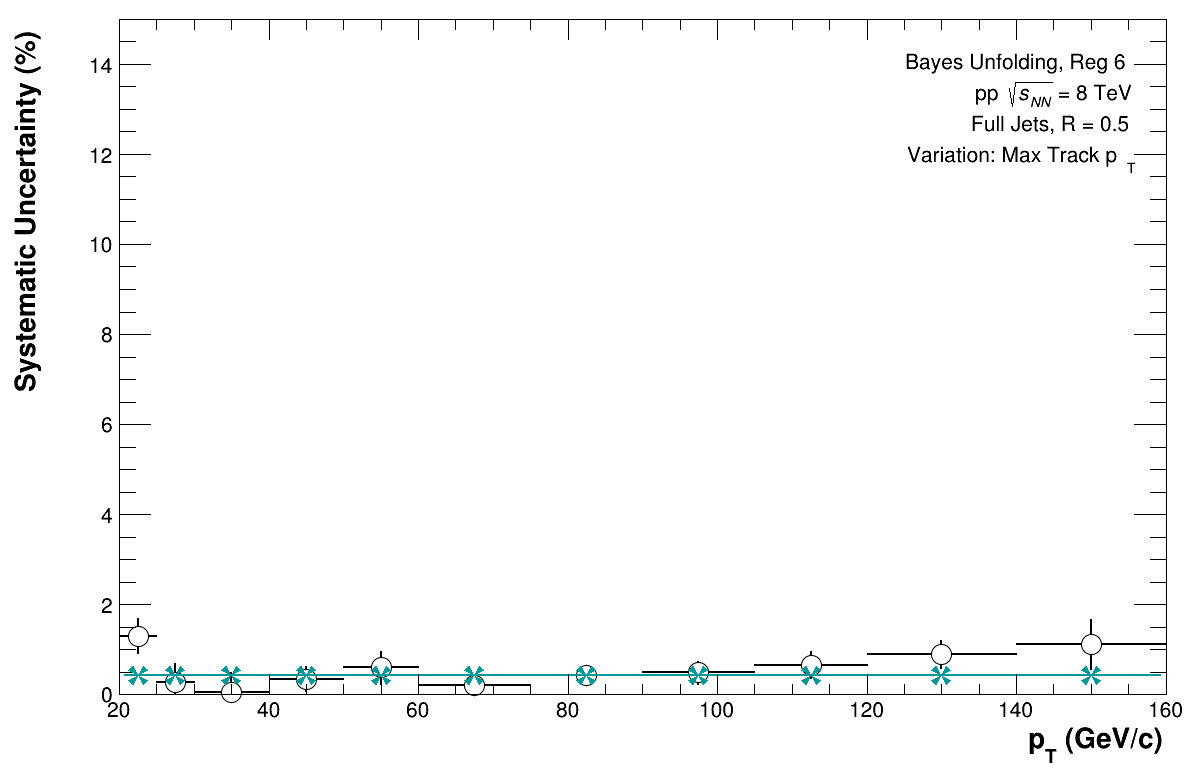 Systematic Uncertainty (%)
14
12
10
8
6
4
2
0
Bayes Unfolding, Reg 6
pp √s_NN = 8 TeV
Full Jets, R = 0.5
Variation: Max Track p_T
20 40 60 80 100 120 140 160
p_T (GeV/c)